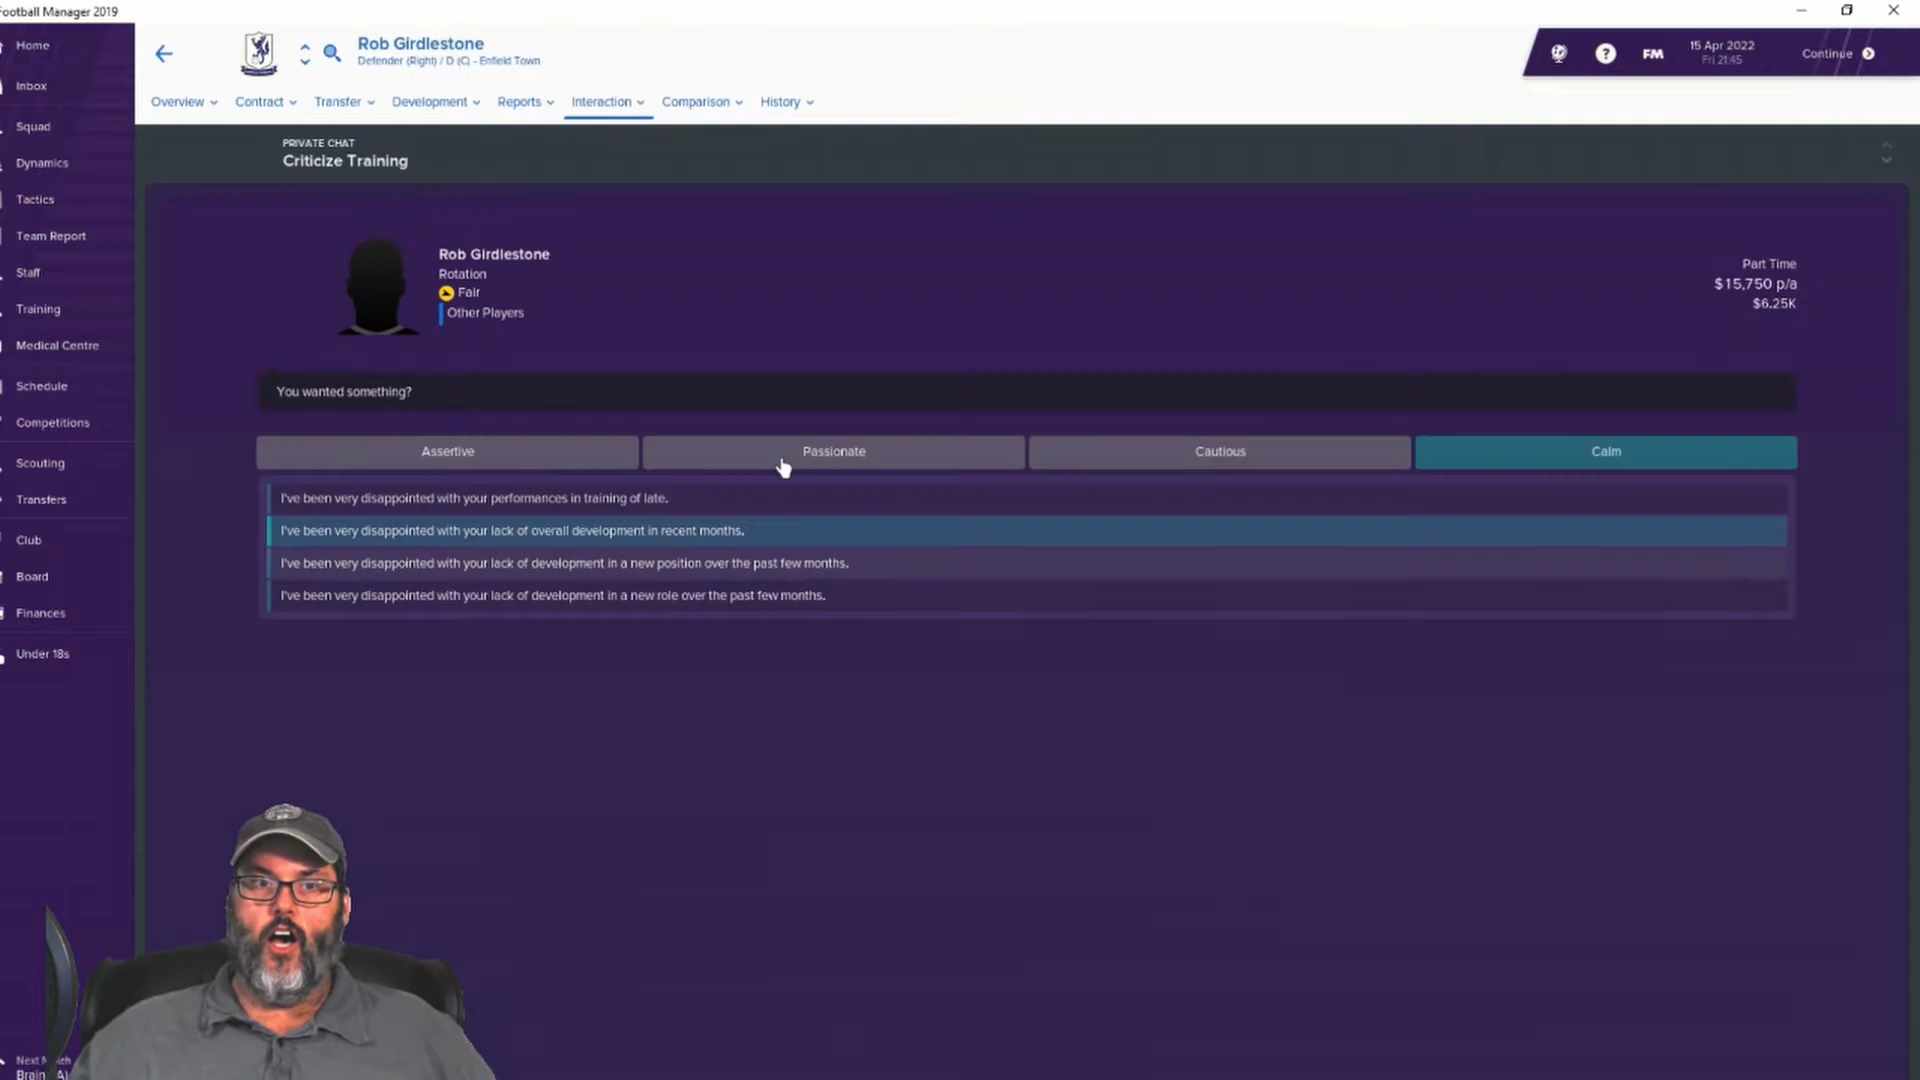 Football Manager 2019
Home
Inbox
Squad
Dynamics
Tactics
Team Report
Staff
Training
Medical Centre
Schedule
Competitions
Scouting
Transfers
Club
Board
Finances
Under 18s
Rob Girdlestone
Defender (Right) / D (C) - Enfield Town
FM
15 Apr 2022
Fri 21:45
Continue
Overview
Contract
Transfer
Development
Reports
Interaction
Comparison
History
PRIVATE CHAT
Criticize Training
Rob Girdlestone
Rotation
Fair
Other Players
Part Time
$15,750 p/a
$6.25K
You wanted something?
Assertive
Passionate
Cautious
Calm
I've been very disappointed with your performances in training of late.
I've been very disappointed with your lack of overall development in recent months.
I've been very disappointed with your lack of development in a new position over the past few months.
I've been very disappointed with your lack of development in a new role over the past few months.
Next